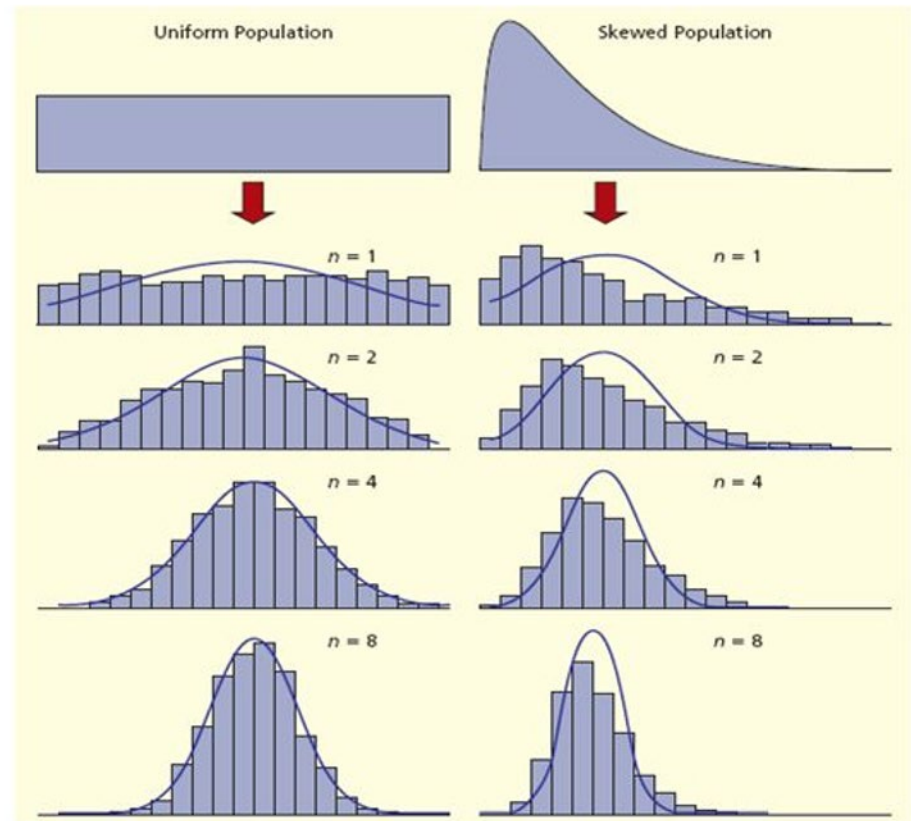 Uniform Population
Skewed Population
n = 1
n = 1
n = 2
n = 2
n = 4
n = 4
n = 8
n = 8